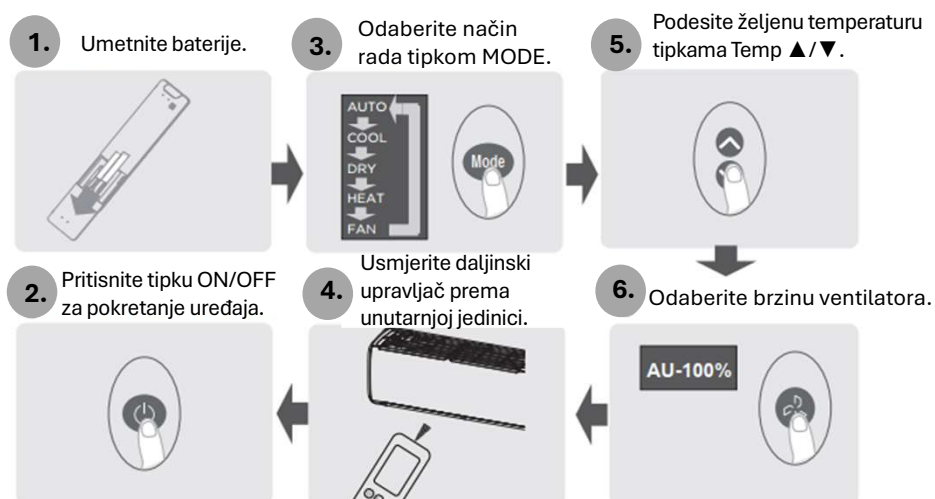 1.
Umetnite baterije.
3.
Odaberite način
rada tipkom MODE.
5.
Podesite željenu temperaturu
tipkama Temp ▲/▼.
AUTO
COOL
DRY
HEAT
FAN
Mode
2.
Pritisnite tipku ON/OFF
za pokretanje uređaja.
4.
Usmjerite daljinski
upravljač prema
unutarnjoj jedinici.
6.
Odaberite brzinu ventilatora.
AU-100%